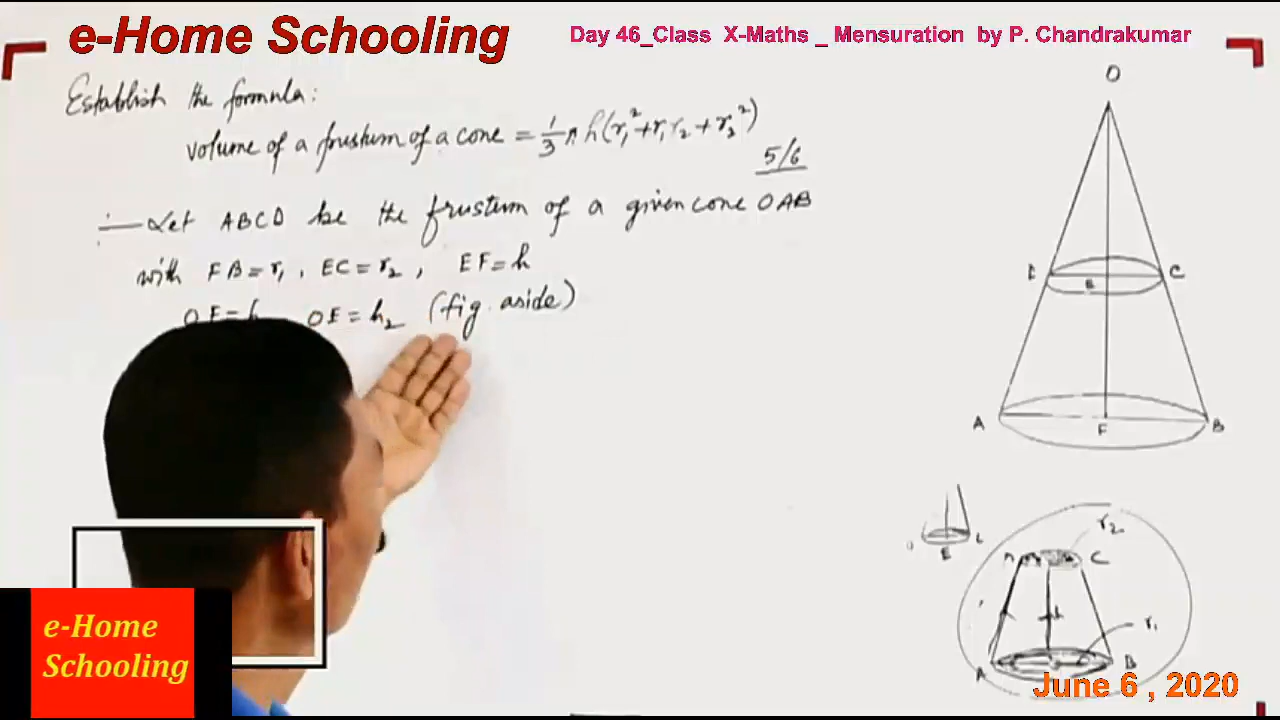 e-Home Schooling
Day 46_Class X-Maths _ Mensuration by P. Chandrakumar
Establish the formula:
volume of a frustum of a cone = 1/3 π h(r₁² + r₁r₂ + r₂²)
5/6
:— Let ABCD be the frustum of a given cone OAB
with FB = r₁, EC = r₂, EF = h
OF = h OE = h₂ (fig. aside)
O
C
E
A F B
E
r₂
C
r₁
A B
e-Home
Schooling
June 6 , 2020